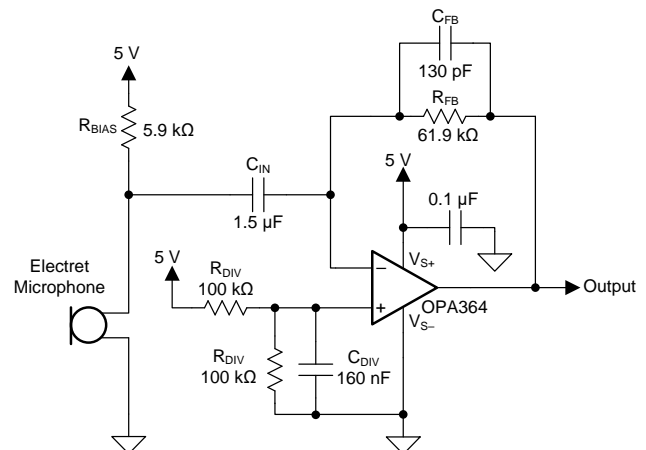 C_FB
130 pF
R_FB
61.9 kΩ
5 V
R_BIAS
5.9 kΩ
C_IN
1.5 µF
5 V
0.1 µF
V_S+
Electret
Microphone
5 V
R_DIV
100 kΩ
–
+
OPA364
Output
V_S–
R_DIV
100 kΩ
C_DIV
160 nF